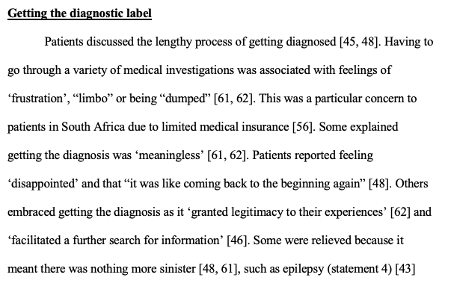 Getting the diagnostic label
Patients discussed the lengthy process of getting diagnosed [45, 48]. Having to
go through a variety of medical investigations was associated with feelings of
‘frustration’, “limbo” or being “dumped” [61, 62]. This was a particular concern to
patients in South Africa due to limited medical insurance [56]. Some explained
getting the diagnosis was ‘meaningless’ [61, 62]. Patients reported feeling
‘disappointed’ and that “it was like coming back to the beginning again” [48]. Others
embraced getting the diagnosis as it ‘granted legitimacy to their experiences’ [62] and
‘facilitated a further search for information’ [46]. Some were relieved because it
meant there was nothing more sinister [48, 61], such as epilepsy (statement 4) [43]